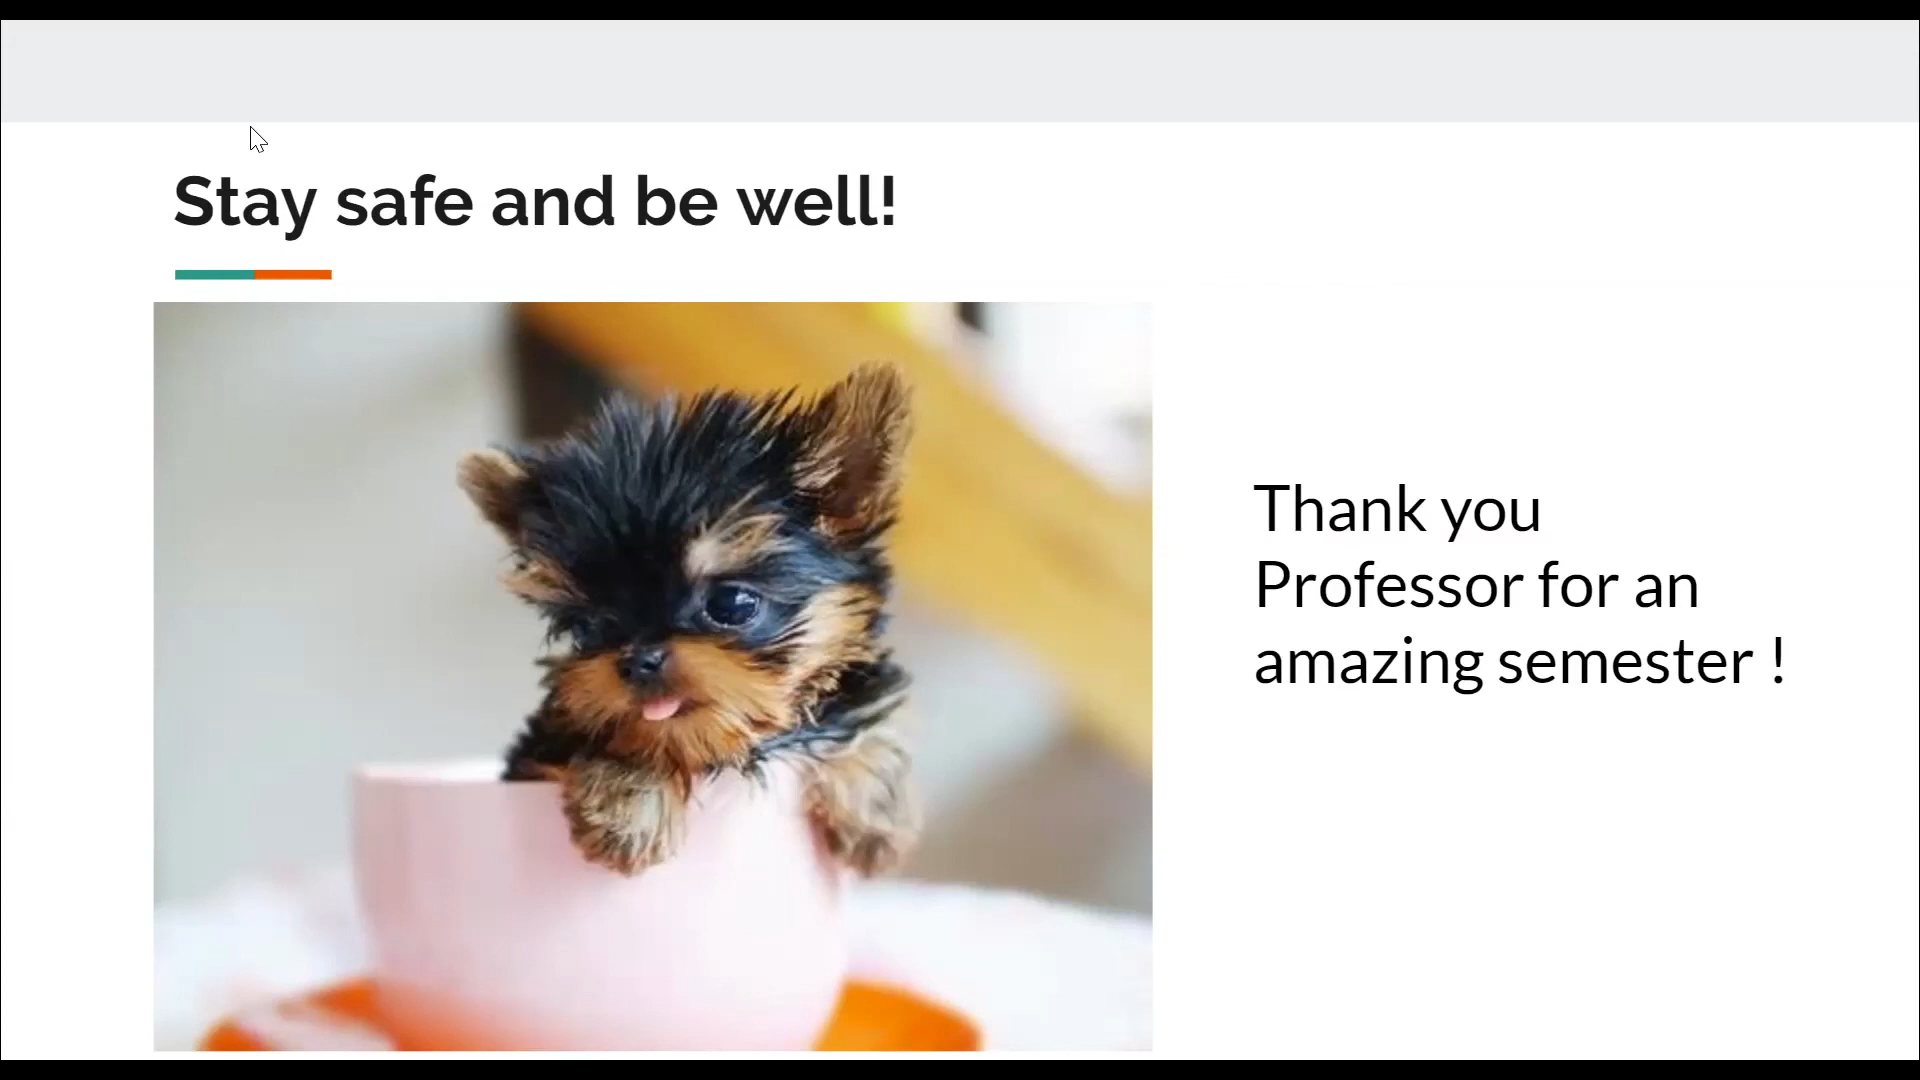 Stay safe and be well!
Thank you
Professor for an
amazing semester !